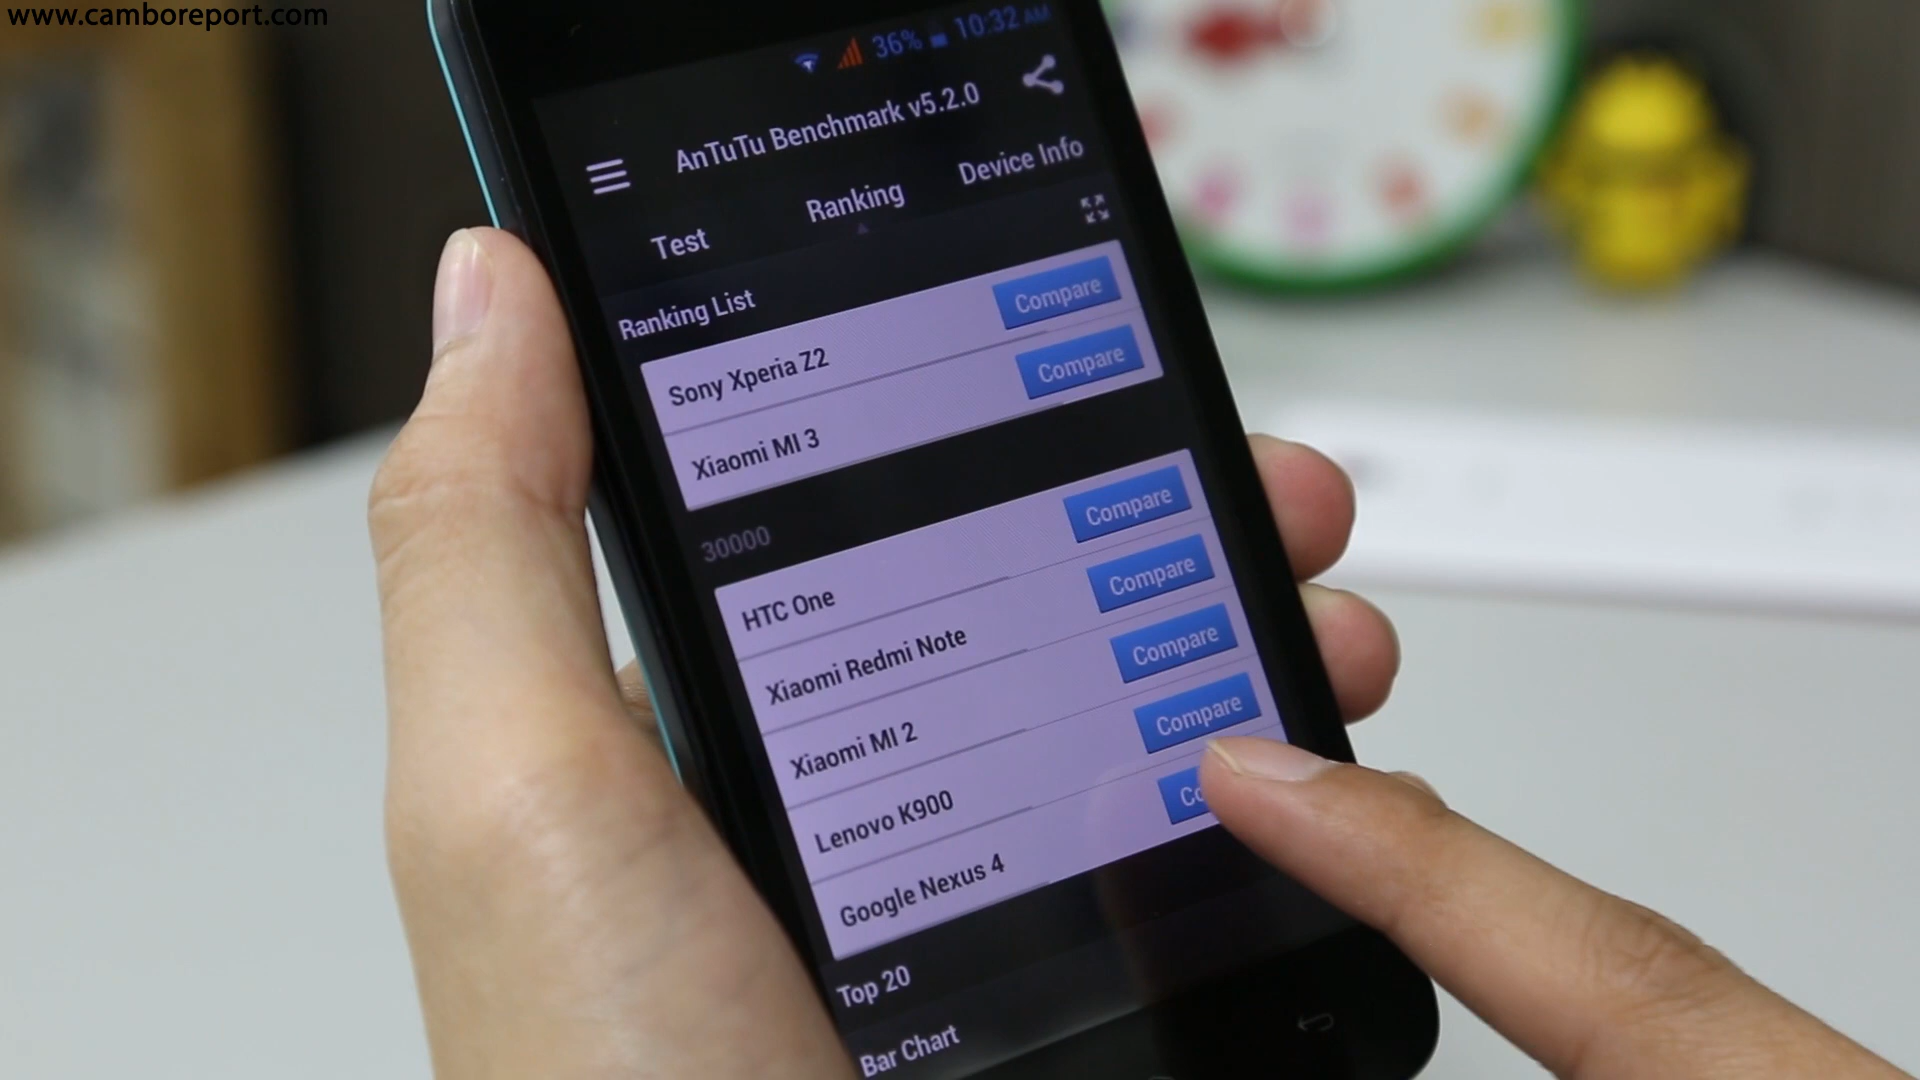 www.camboreport.com
36% 10:32 AM
AnTuTu Benchmark v5.2.0
Test Ranking Device Info
Ranking List
Sony Xperia Z2 Compare
Xiaomi MI 3 Compare
30000
HTC One Compare
Xiaomi Redmi Note Compare
Xiaomi MI 2 Compare
Lenovo K900 Compare
Google Nexus 4 Co
Top 20
Bar Chart